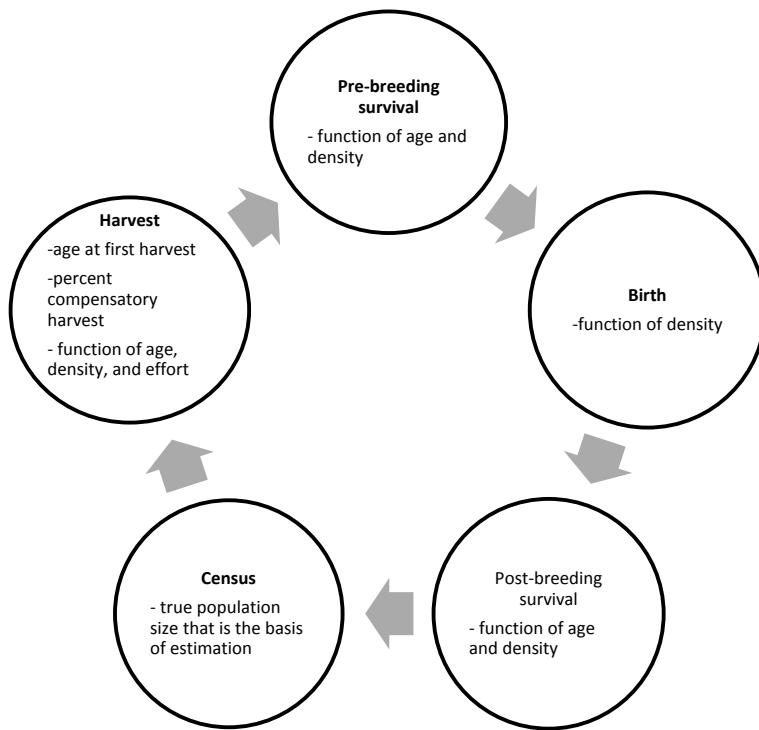 Pre-breeding
survival
- function of age and
density
Birth
-function of density
Post-breeding
survival
- function of age
and density
Census
- true population
size that is the basis
of estimation
Harvest
-age at first harvest
-percent
compensatory
harvest
- function of age,
density, and effort